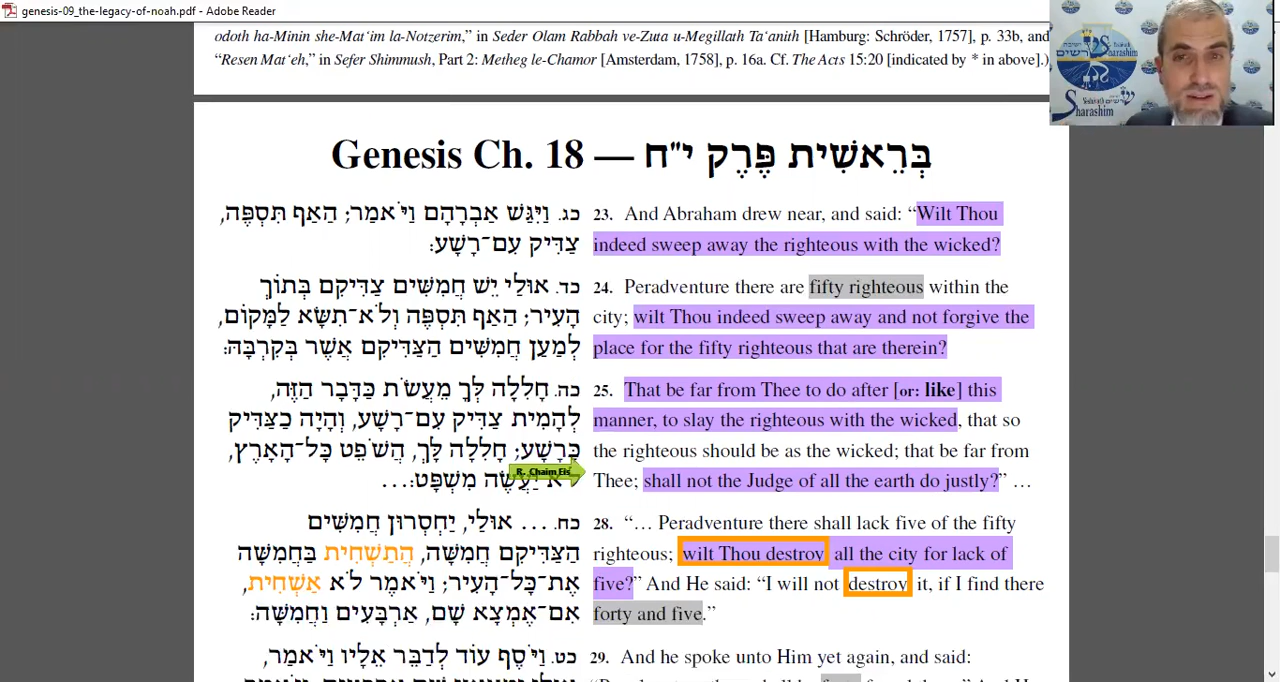 genesis-09_the-legacy-of-noah.pdf - Adobe Reader
odoth ha-Minin she-Mat‘im la-Notzerim,” in Seder Olam Rabbah ve-Zuta u-Megillath Ta‘anith [Hamburg: Schröder, 1757], p. 33b, and
“Resen Mat‘eh,” in Sefer Shimmush, Part 2: Metheg le-Chamor [Amsterdam, 1758], p. 16a. Cf. The Acts 15:20 [indicated by * in above].)
Sharashim
שרשים
Yeshivath
Sharashim
Genesis Ch. 18 — בְּרֵאשִׁית פֶּרֶק י"ח
כג. וַיִּגַּשׁ אַבְרָהָם וַיֹּאמַר; הַאַף תִּסְפֶּה,
צַדִּיק עִם־רָשָׁע:
23. And Abraham drew near, and said: “Wilt Thou
indeed sweep away the righteous with the wicked?
כד. אוּלַי יֵשׁ חֲמִשִּׁים צַדִּיקִם בְּתוֹךְ
הָעִיר; הַאַף תִּסְפֶּה וְלֹא־תִשָּׂא לַמָּקוֹם,
לְמַעַן חֲמִשִּׁים הַצַּדִּיקִם אֲשֶׁר בְּקִרְבָּהּ:
24. Peradventure there are fifty righteous within the
city; wilt Thou indeed sweep away and not forgive the
place for the fifty righteous that are therein?
כה. חָלִלָה לְּךָ מֵעֲשֹׂת כַּדָּבָר הַזֶּה,
לְהָמִית צַדִּיק עִם־רָשָׁע, וְהָיָה כַצַּדִּיק
כָּרָשָׁע; חָלִלָה לָּךְ, הֲשֹׁפֵט כָּל־הָאָרֶץ,
לֹא יַעֲשֶׂה מִשְׁפָּט:…
R. Chaim Eis
25. That be far from Thee to do after [or: like] this
manner, to slay the righteous with the wicked, that so
the righteous should be as the wicked; that be far from
Thee; shall not the Judge of all the earth do justly?” …
כח. … אוּלַי, יַחְסְרוּן חֲמִשִּׁים
הַצַּדִּיקִם חֲמִשָּׁה, הֲתַשְׁחִית בַּחֲמִשָּׁה
אֶת־כָּל־הָעִיר; וַיֹּאמֶר לֹא אַשְׁחִית,
אִם־אֶמְצָא שָׁם, אַרְבָּעִים וַחֲמִשָּׁה:
28. “… Peradventure there shall lack five of the fifty
righteous; wilt Thou destroy all the city for lack of
five?” And He said: “I will not destroy it, if I find there
forty and five.”
כט. וַיֹּסֶף עוֹד לְדַבֵּר אֵלָיו וַיֹּאמַר,
29. And he spoke unto Him yet again, and said: